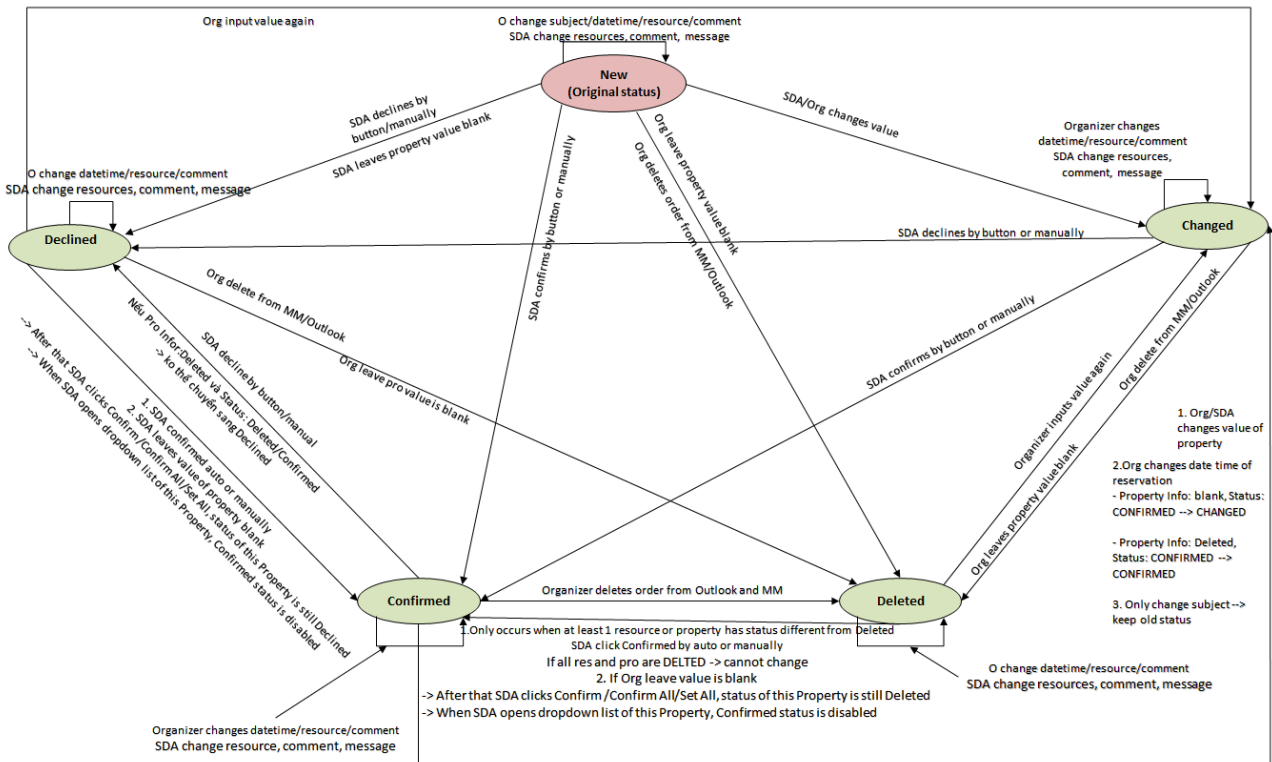 Org input value again
O change subject/datetime/resource/comment
SDA change resources, comment, message
New
(Original status)
SDA declines by
button/manually
SDA leaves property value blank
SDA confirms by button or manually
Org leave property value blank
Org deletes order from MM/Outlook
SDA/Org changes value
Organizer changes
datetime/resource/comment
SDA change resources,
comment, message
Changed
O change datetime/resource/comment
SDA change resources, comment, message
Declined
SDA declines by button or manually
Org delete from MM/Outlook
Org leave pro value is blank
SDA confirms by button or manually
Organizer inputs value again
Org delete from MM/Outlook
Org leaves property value blank
SDA decline by button/manual
Nếu Pro Infor:Deleted và Status: Deleted/Confirmed
-> ko thể chuyển sang Declined
1. SDA confirmed auto or manually
2. SDA leaves value of property blank
--> After that SDA clicks Confirm/Confirm All/Set All, status of this Property is still Declined
--> When SDA opens dropdown list of this Property, Confirmed status is disabled
1. Org/SDA
changes value of
property
2.Org changes date time of
reservation
- Property Info: blank, Status:
CONFIRMED --> CHANGED
- Property Info: Deleted,
Status: CONFIRMED -->
CONFIRMED
3. Only change subject-->
keep old status
Confirmed
Organizer deletes order from Outlook and MM
Deleted
1.Only occurs when at least 1 resource or property has status different from Deleted
SDA click Confirmed by auto or manually
If all res and pro are DELTED -> cannot change
2. If Org leave value is blank
-> After that SDA clicks Confirm /Confirm All/Set All, status of this Property is still Deleted
-> When SDA opens dropdown list of this Property, Confirmed status is disabled
O change datetime/resource/comment
SDA change resources, comment, message
Organizer changes datetime/resource/comment
SDA change resource, comment, message